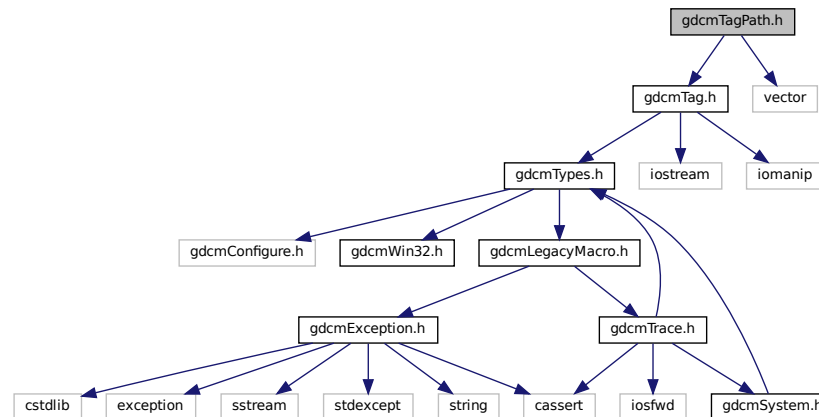 gdcmTagPath.h
gdcmTag.h
vector
gdcmTypes.h
iostream
iomanip
gdcmConfigure.h
gdcmWin32.h
gdcmLegacyMacro.h
gdcmException.h
gdcmTrace.h
cstdlib
exception
sstream
stdexcept
string
cassert
iosfwd
gdcmSystem.h